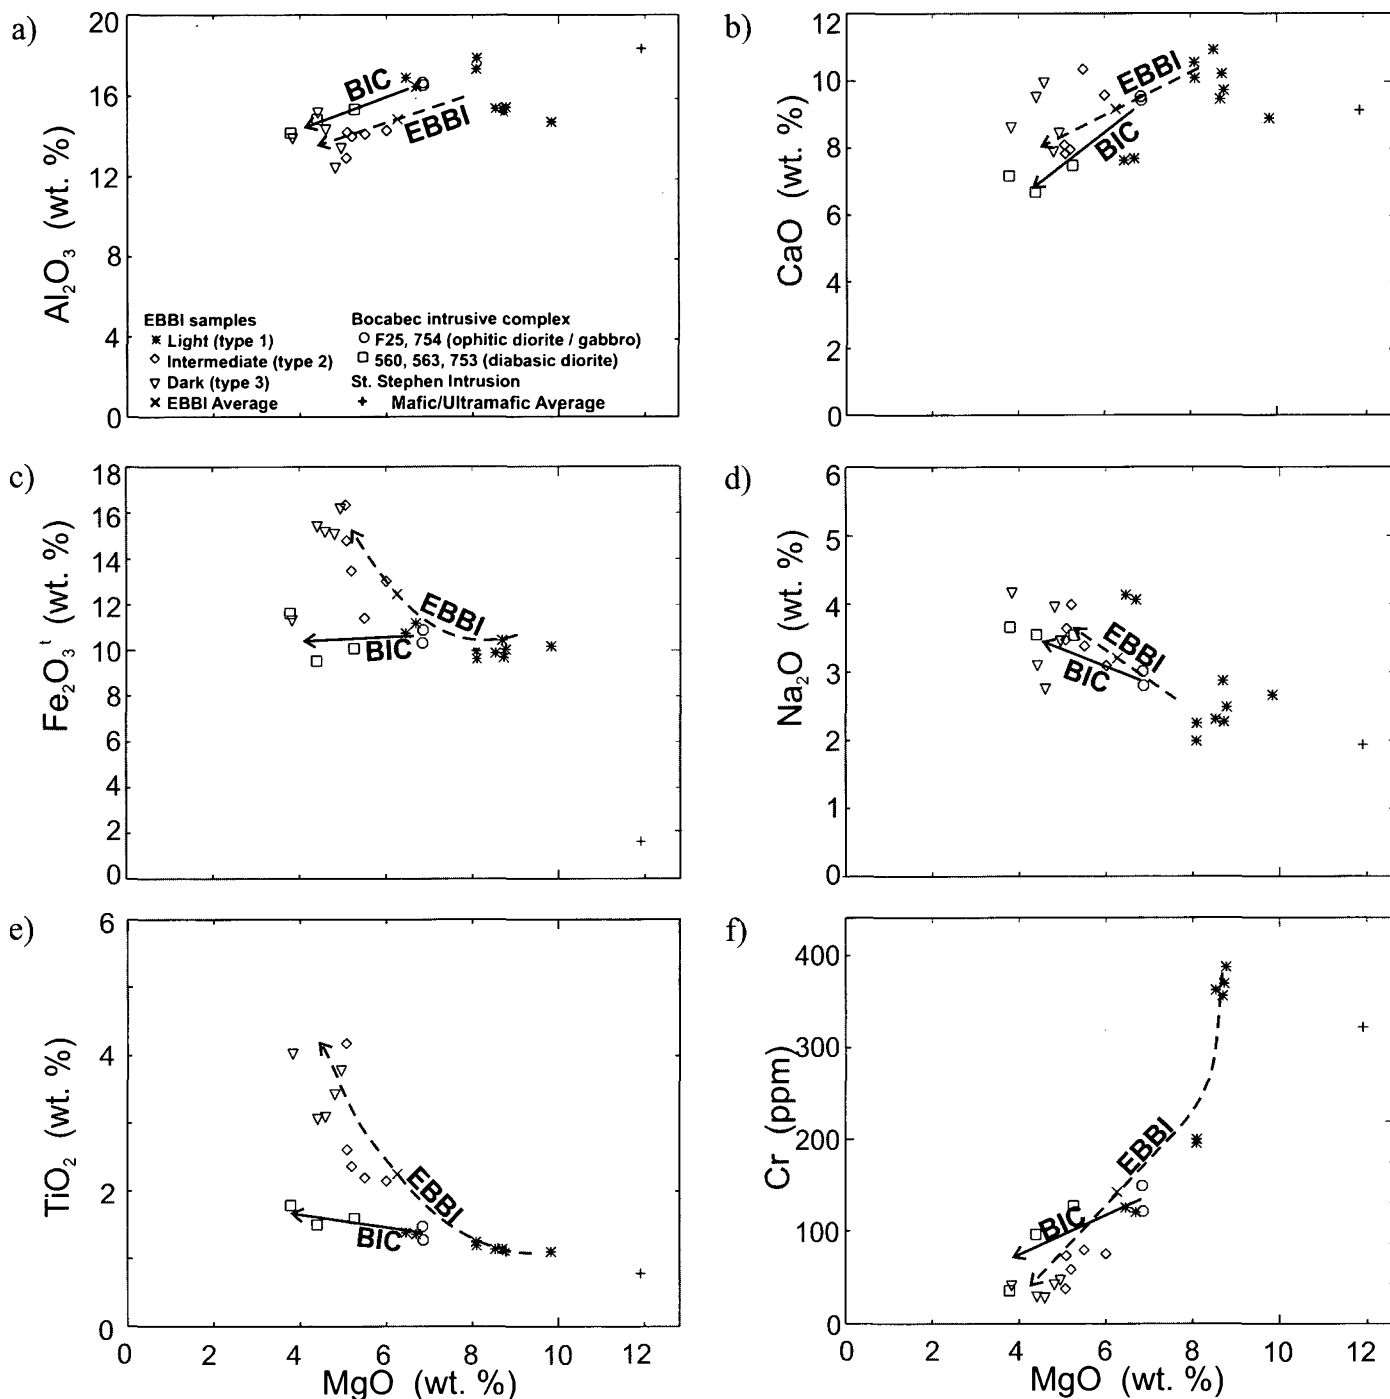 a)
20
16
12
8
4
0
Al2O3 (wt. %)
BIC
EBBI
EBBI samples
Light (type 1)
Intermediate (type 2)
Dark (type 3)
EBBI Average
Bocabec intrusive complex
F25, 754 (ophitic diorite / gabbro)
560, 563, 753 (diabasic diorite)
St. Stephen Intrusion
Mafic/Ultramafic Average
b)
12
10
8
6
4
2
0
CaO (wt. %)
EBBI
BIC
c)
18
16
14
12
10
8
6
4
2
0
Fe2O3t (wt. %)
EBBI
BIC
d)
6
5
4
3
2
1
0
Na2O (wt. %)
EBBI
BIC
e)
6
4
2
0
TiO2 (wt. %)
EBBI
BIC
0 2 4 6 8 10 12
MgO (wt. %)
f)
400
300
200
100
0
Cr (ppm)
EBBI
BIC
0 2 4 6 8 10 12
MgO (wt. %)